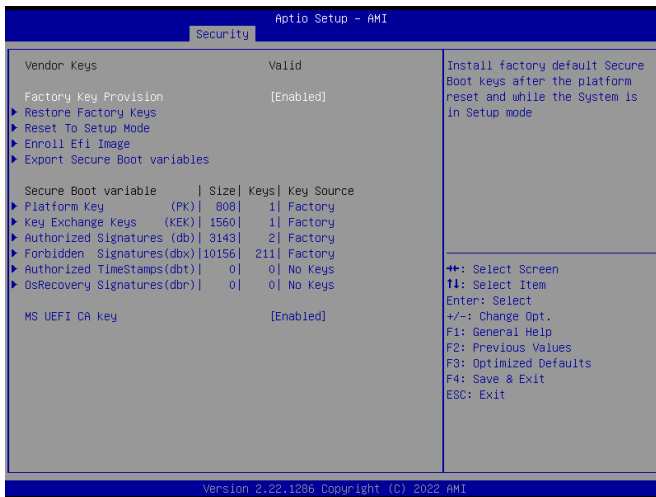 Aptio Setup - AMI
Security
Vendor Keys Valid
Factory Key Provision [Enabled]
▶ Restore Factory Keys
▶ Reset To Setup Mode
▶ Enroll Efi Image
▶ Export Secure Boot variables
Secure Boot variable | Size| Keys| Key Source
▶ Platform Key (PK)| 808| 1| Factory
▶ Key Exchange Keys (KEK)| 1560| 1| Factory
▶ Authorized Signatures (db)| 3143| 2| Factory
▶ Forbidden Signatures(dbx)|10156| 211| Factory
▶ Authorized TimeStamps(dbt)| 0| 0| No Keys
▶ OsRecovery Signatures(dbr)| 0| 0| No Keys
MS UEFI CA key [Enabled]
Install factory default Secure
Boot keys after the platform
reset and while the System is
in Setup mode
→←: Select Screen
↑↓: Select Item
Enter: Select
+/-: Change Opt.
F1: General Help
F2: Previous Values
F3: Optimized Defaults
F4: Save & Exit
ESC: Exit
Version 2.22.1286 Copyright (C) 2022 AMI